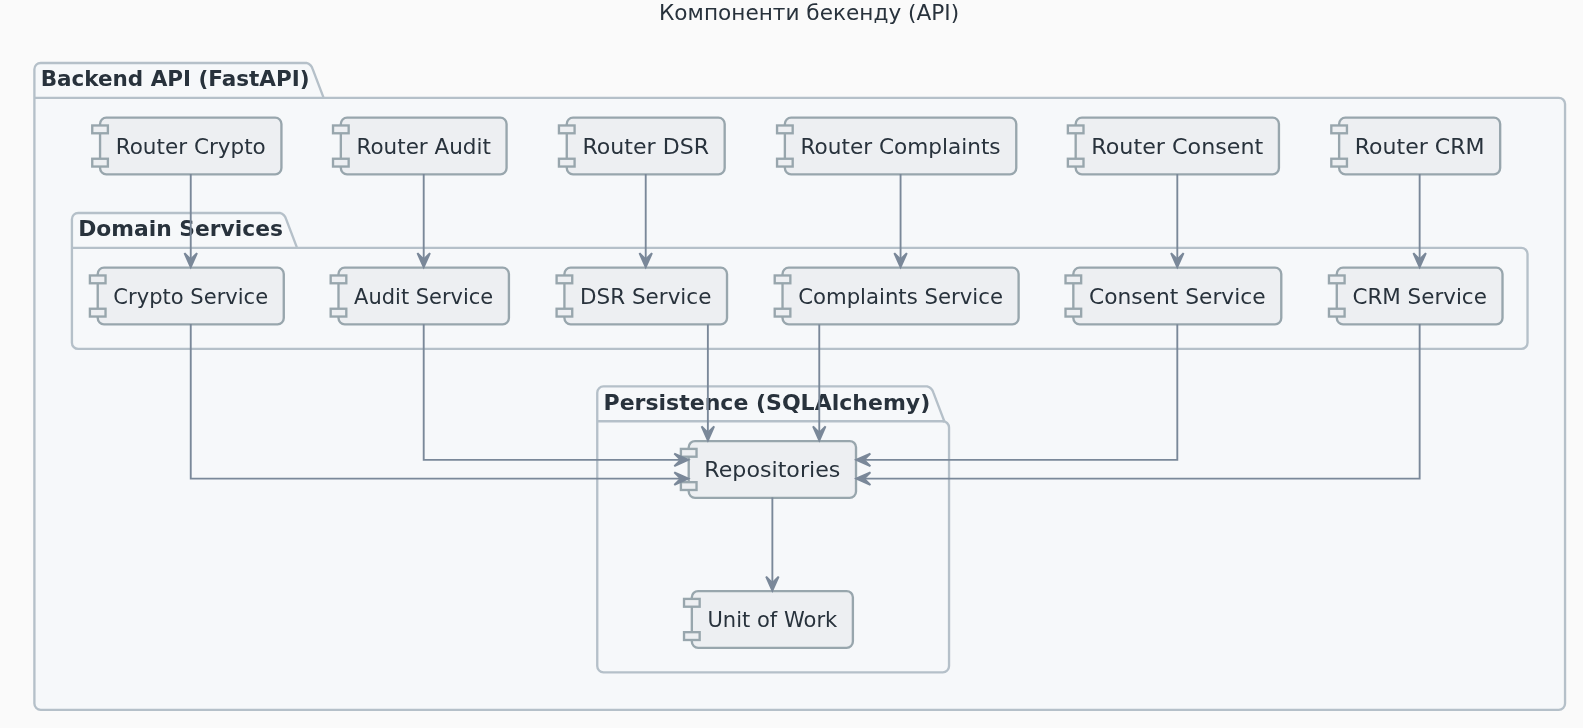 Компоненти бекенду (API)
Backend API (FastAPI)
Router Crypto
Router Audit
Router DSR
Router Complaints
Router Consent
Router CRM
Domain Services
Crypto Service
Audit Service
DSR Service
Complaints Service
Consent Service
CRM Service
Persistence (SQLAlchemy)
Repositories
Unit of Work